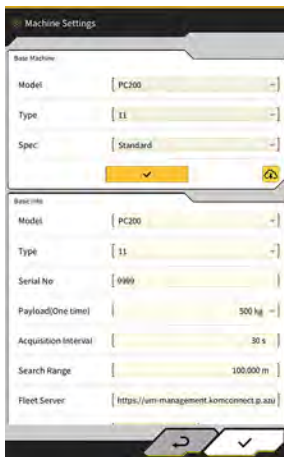 Machine Settings
Base Machine
Model PC200
Type 11
Spec Standard
Basic Info
Model PC200
Type 11
Serial No 9999
Payload(One time) 500 kg
Acquisition Interval 30 s
Search Range 100.000 m
Fleet Server https://um-management.komconnect.p.azu